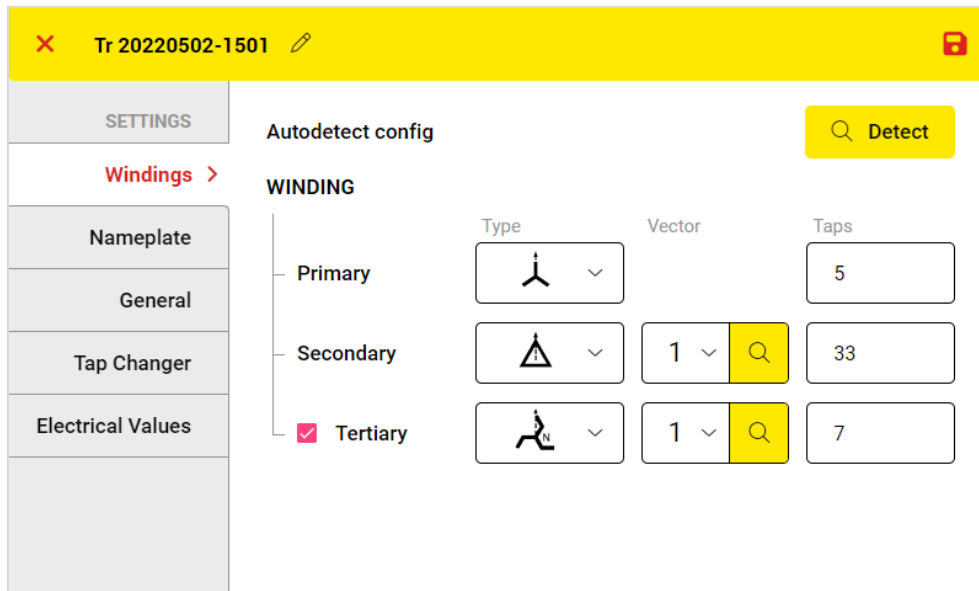 Tr 20220502-1501
SETTINGS
Windings
Nameplate
General
Tap Changer
Electrical Values
Autodetect config
Detect
WINDING
Type Vector Taps
Primary 5
Secondary 1 33
Tertiary N 1 7